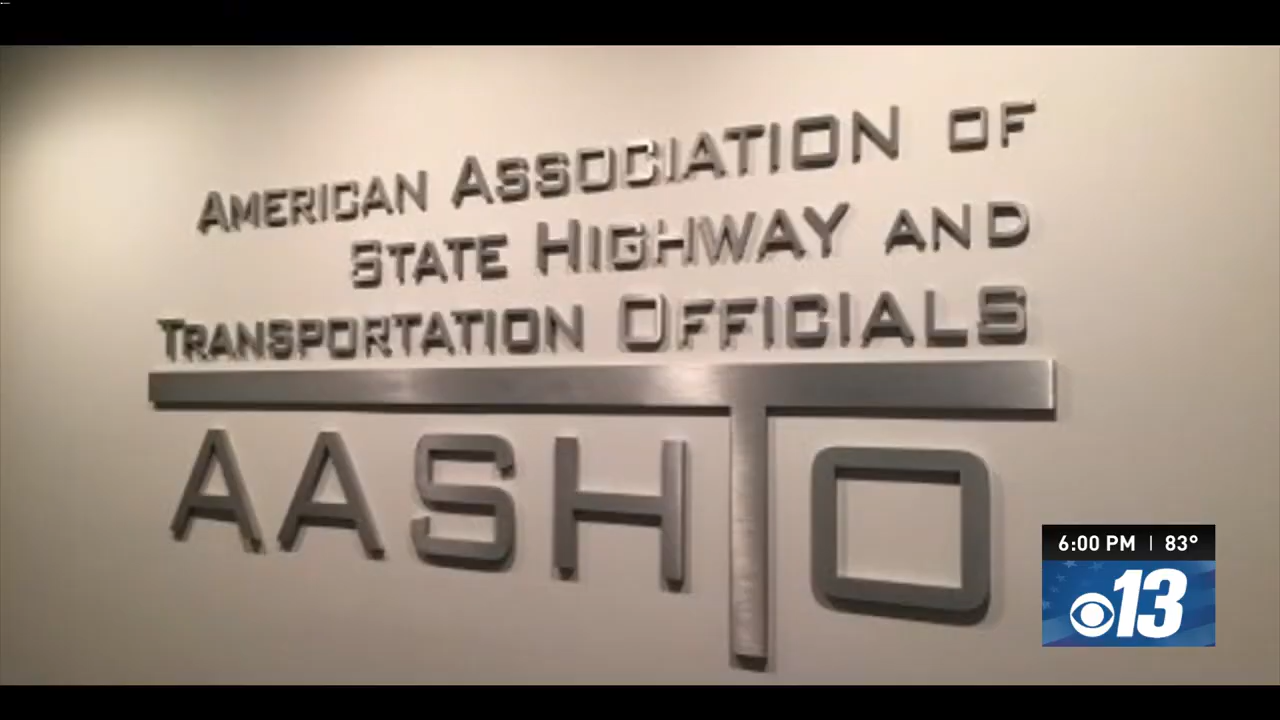 AMERICAN ASSOCIATION OF
STATE HIGHWAY AND
TRANSPORTATION OFFICIALS
AASHTO
6:00 PM | 83°
13